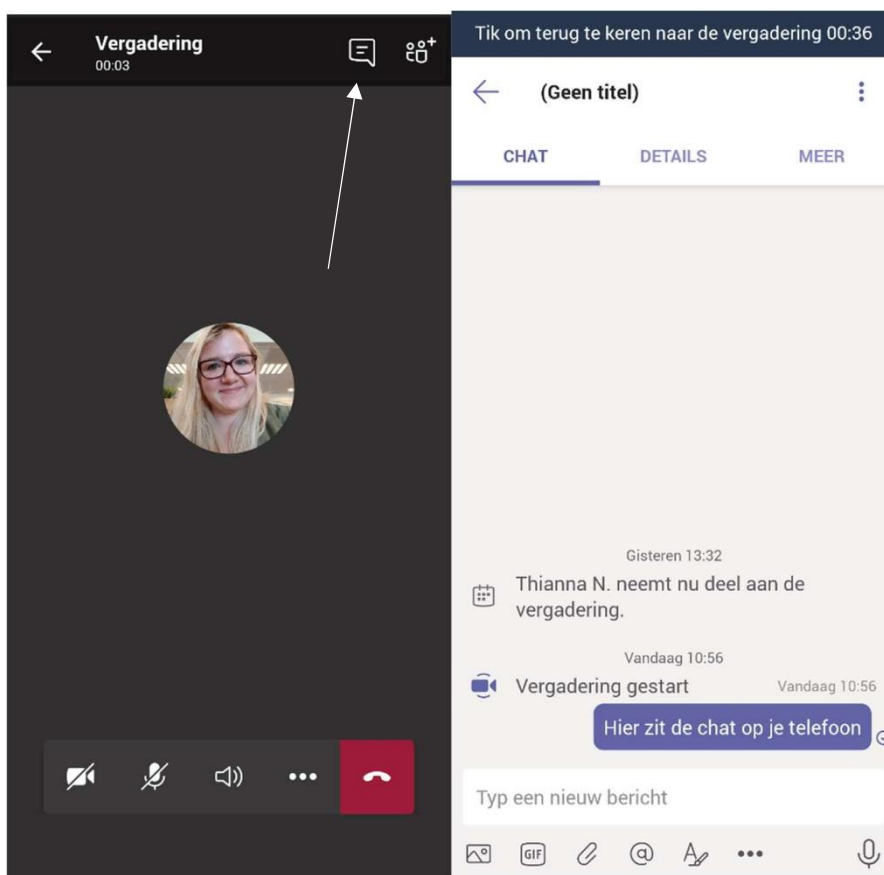 Vergadering
00:03
Tik om terug te keren naar de vergadering 00:36
(Geen titel)
CHAT DETAILS MEER
Gisteren 13:32
Thianna N. neemt nu deel aan de
vergadering.
Vandaag 10:56
Vergadering gestart Vandaag 10:56
Hier zit de chat op je telefoon
Typ een nieuw bericht
GIF